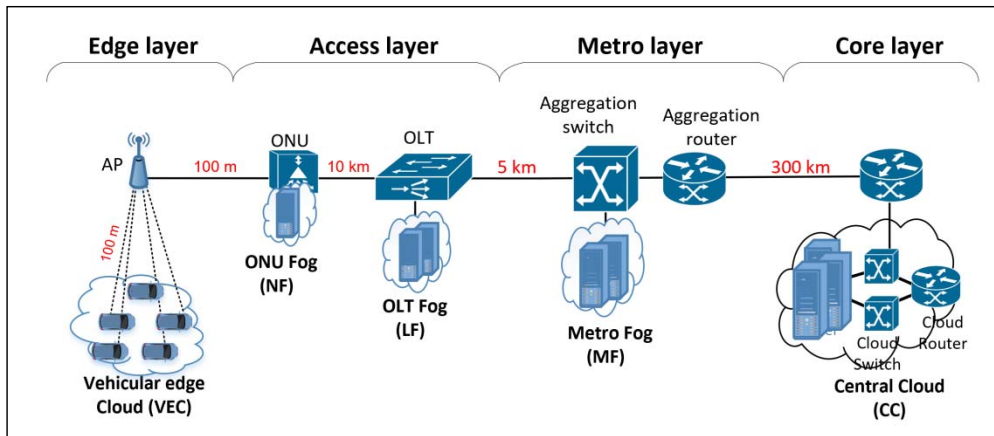 Edge layer
Access layer
Metro layer
Core layer
AP
100 m
100 m
ONU
10 km
OLT
5 km
Aggregation
switch
Aggregation
router
300 km
ONU Fog
(NF)
OLT Fog
(LF)
Metro Fog
(MF)
Vehicular edge
Cloud (VEC)
Cloud
Switch
Cloud
Router
Central Cloud
(CC)